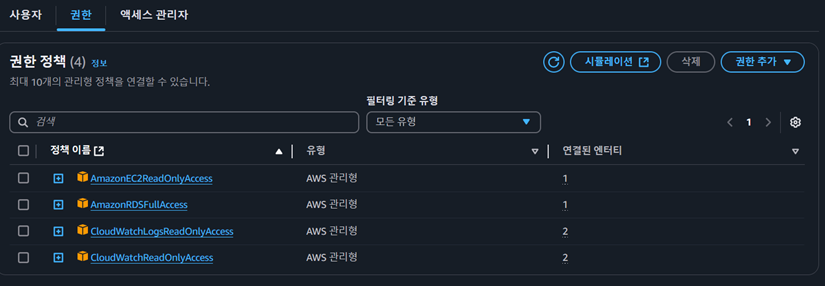 사용자 권한 액세스 관리자
권한 정책 (4) 정보
최대 10개의 관리형 정책을 연결할 수 있습니다.
시뮬레이션 삭제 권한 추가
필터링 기준 유형
검색 모든 유형 1
정책 이름 유형 연결된 엔터티
AmazonEC2ReadOnlyAccess AWS 관리형 1
AmazonRDSFullAccess AWS 관리형 1
CloudWatchLogsReadOnlyAccess AWS 관리형 2
CloudWatchReadOnlyAccess AWS 관리형 2